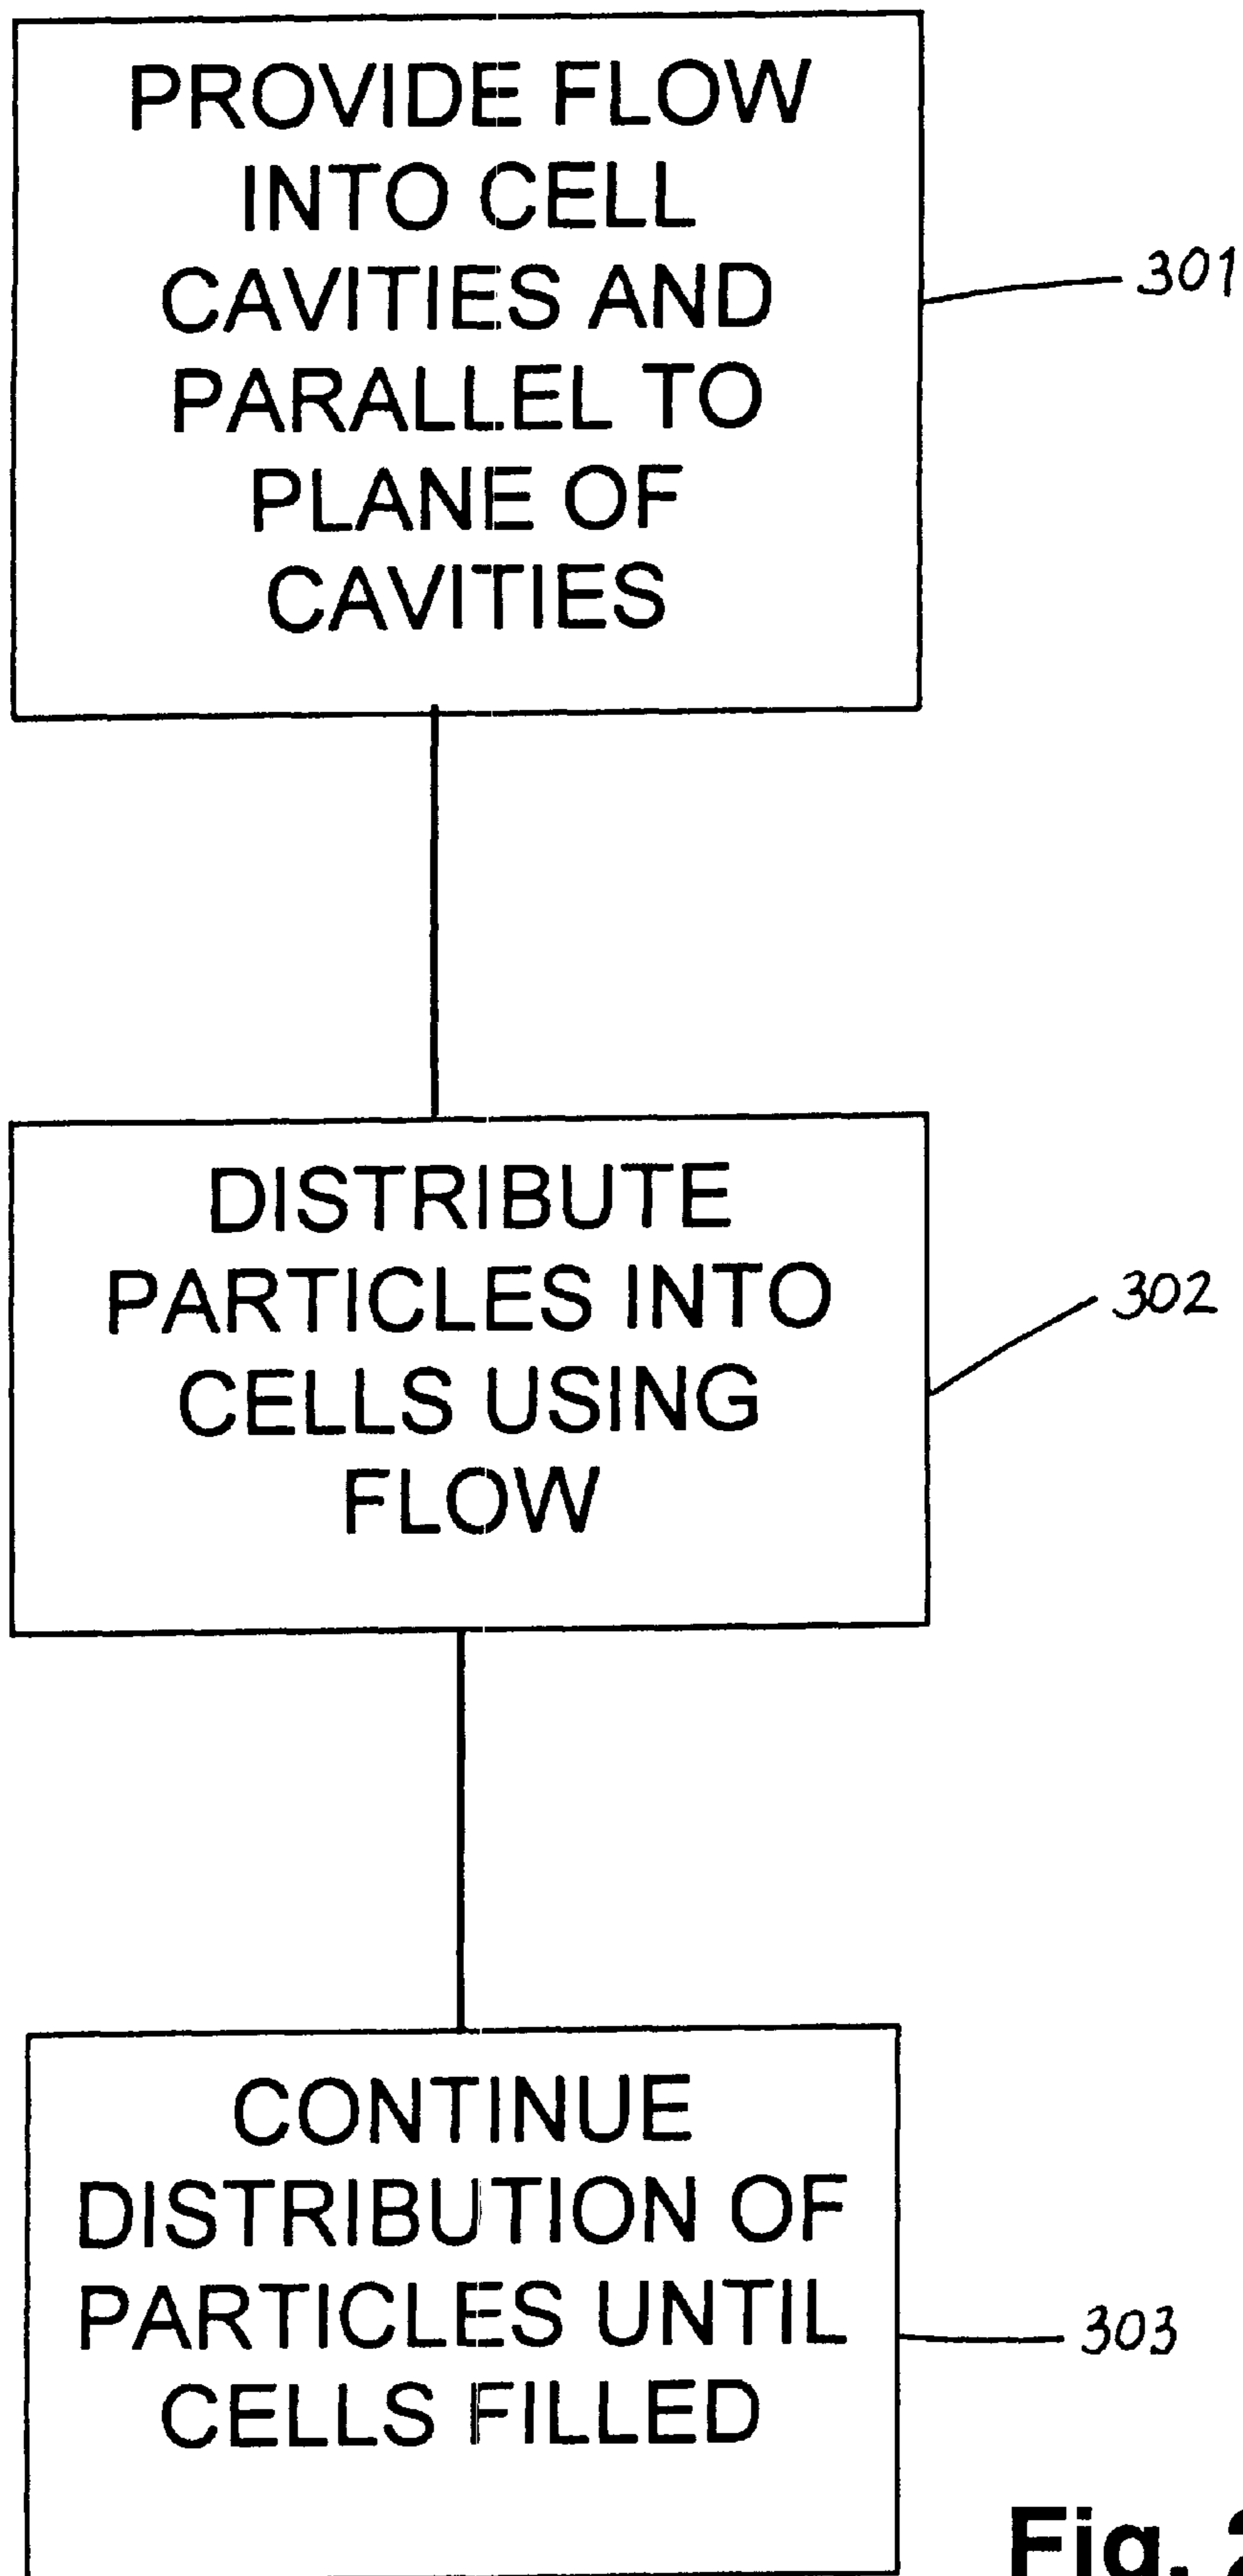 PROVIDE FLOW
INTO CELL
CAVITIES AND
PARALLEL TO
PLANE OF
CAVITIES
301
DISTRIBUTE
PARTICLES INTO
CELLS USING
FLOW
302
CONTINUE
DISTRIBUTION OF
PARTICLES UNTIL
CELLS FILLED
303
Fig.